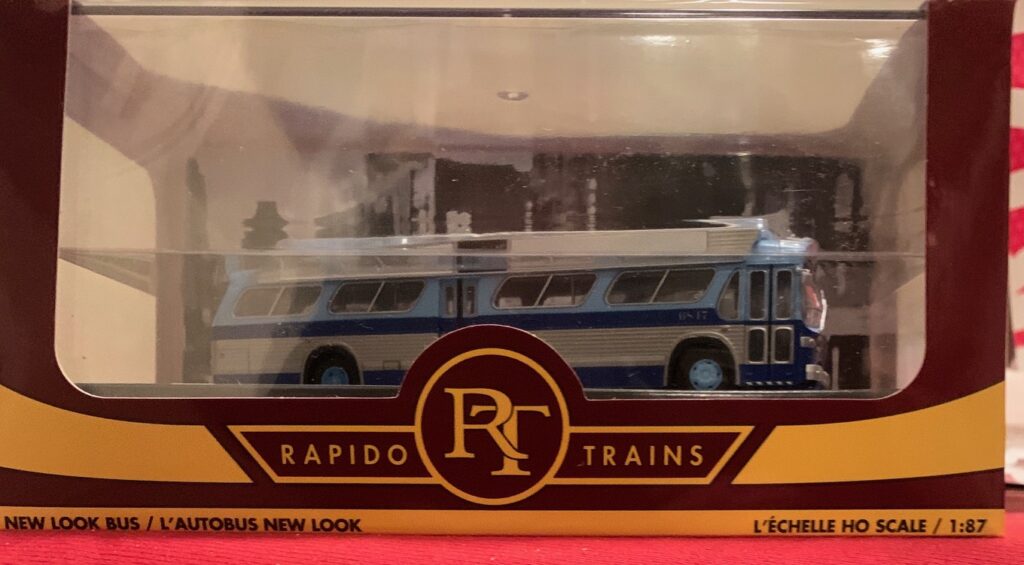 RAPIDO RT TRAINS
NEW LOOK BUS / L'AUTOBUS NEW LOOK
L'ÉCHELLE HO SCALE / 1:87